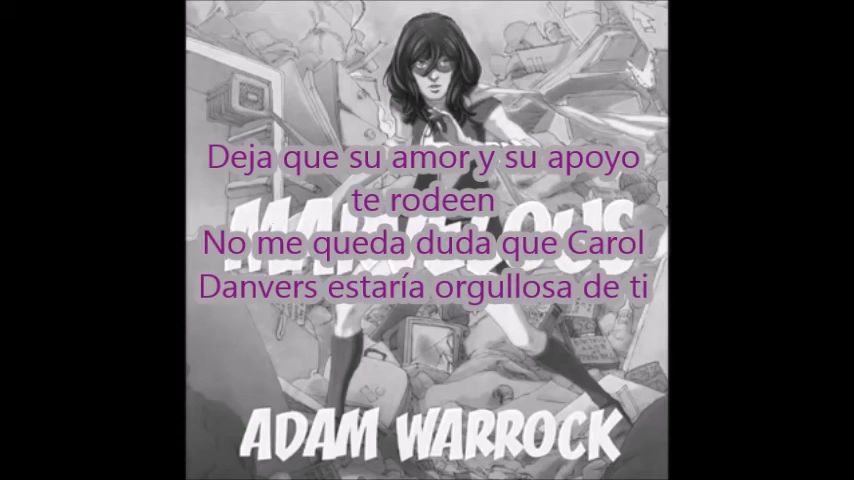 Deja que su amor y su apoyo
te rodeen
MARVELOUS
No me queda duda que Carol
Danvers estaría orgullosa de ti
ADAM WARROCK